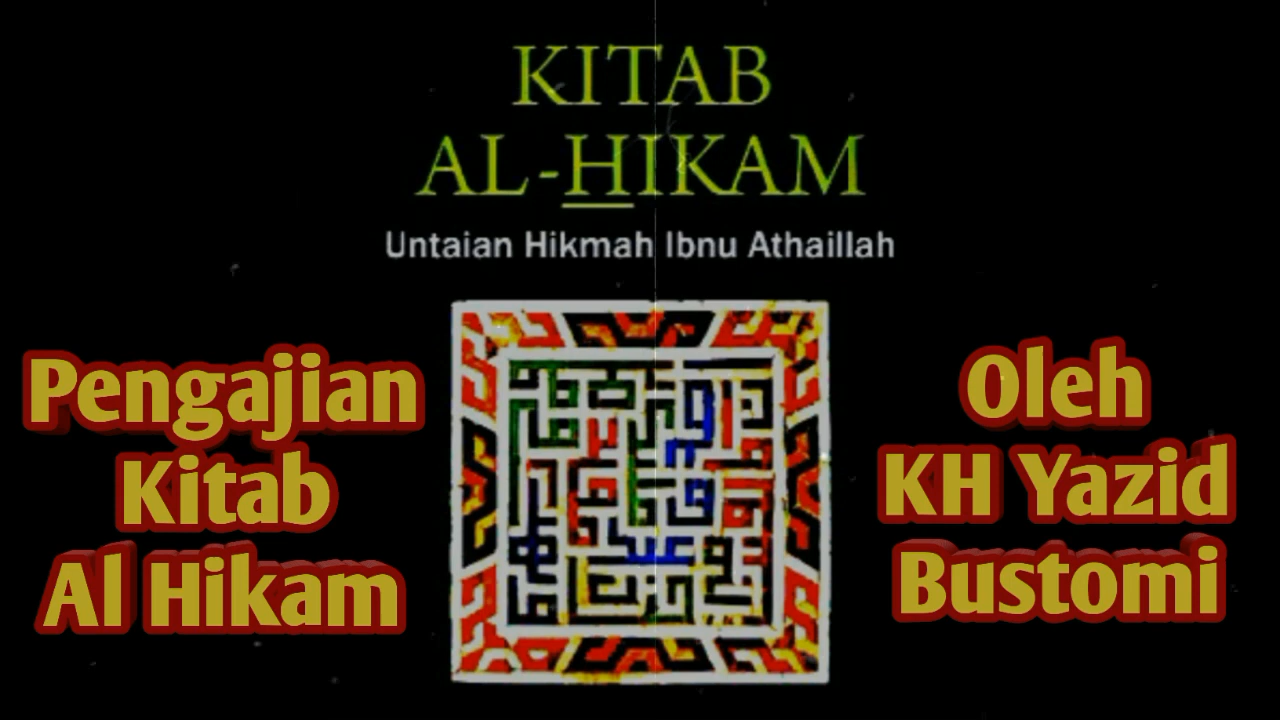 KITAB
AL-HIKAM
Untaian Hikmah Ibnu Athaillah
Pengajian
Kitab
Al Hikam
Oleh
KH Yazid
Bustomi